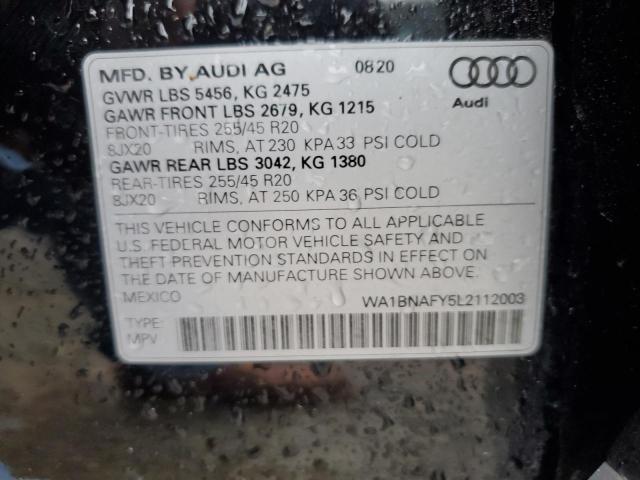 MFD. BY AUDI AG 0820
Audi
GVWR LBS 5456, KG 2475
GAWR FRONT LBS 2679, KG 1215
FRONT-TIRES 255/45 R20
8JX20 RIMS, AT 230 KPA 33 PSI COLD
GAWR REAR LBS 3042, KG 1380
REAR-TIRES 255/45 R20
8JX20 RIMS, AT 250 KPA 36 PSI COLD
THIS VEHICLE CONFORMS TO ALL APPLICABLE
U.S. FEDERAL MOTOR VEHICLE SAFETY AND
THEFT PREVENTION STANDARDS IN EFFECT ON
THE DATE OF MANUFACTURE SHOWN ABOVE.
MEXICO WA1BNAFY5L2112003
TYPE:
MPV